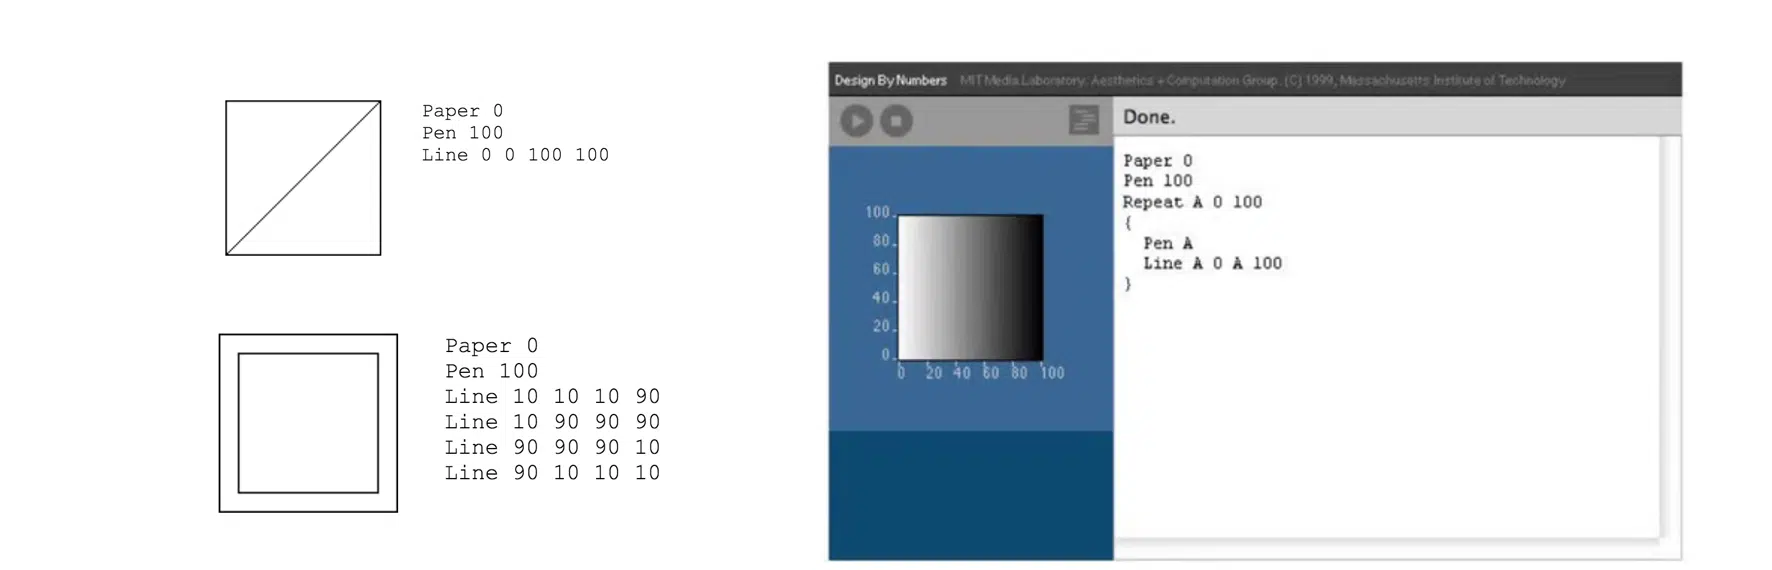 Paper 0
Pen 100
Line 0 0 100 100
Paper 0
Pen 100
Line 10 10 10 90
Line 10 90 90 90
Line 90 90 90 10
Line 90 10 10 10
Design By Numbers MIT Media Laboratory. Aesthetics + Computation Group. (C) 1999, Massachusetts Institute of Technology
Done.
100
80
60
40
20
0
0 20 40 60 80 100
Paper 0
Pen 100
Repeat A 0 100
{
Pen A
Line A 0 A 100
}